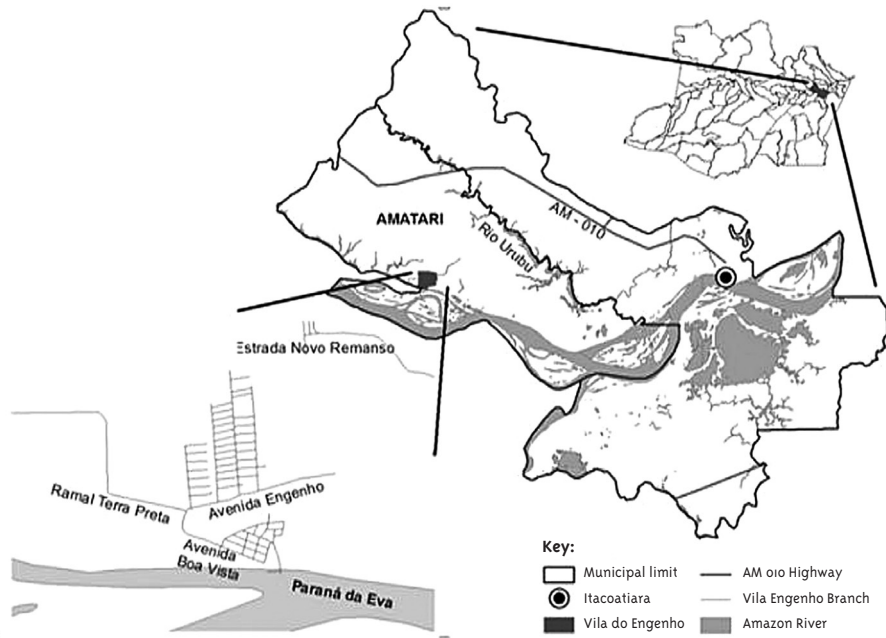 AMATARI
AM - 010
Rio Urubu
Estrada Novo Remanso
Ramal Terra Preta
Avenida Engenho
Avenida
Boa Vista
Paraná da Eva
Key:
Municipal limit
AM 010 Highway
Itacoatiara
Vila Engenho Branch
Vila do Engenho
Amazon River